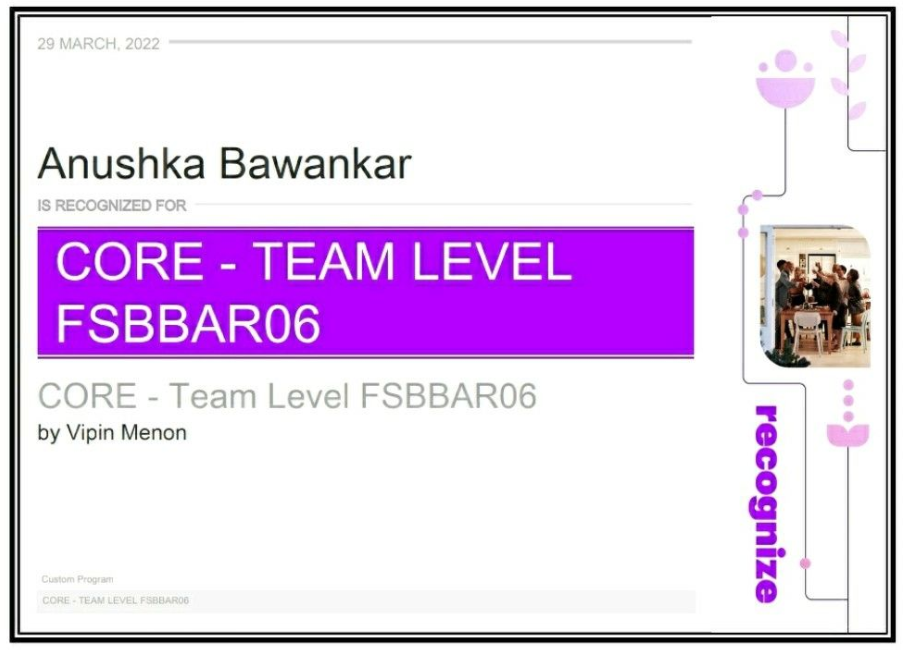 29 MARCH, 2022
Anushka Bawankar
IS RECOGNIZED FOR
CORE - TEAM LEVEL
FSBBAR06
CORE - Team Level FSBBAR06
by Vipin Menon
recognize
Custom Program
CORE - TEAM LEVEL FSBBAR06